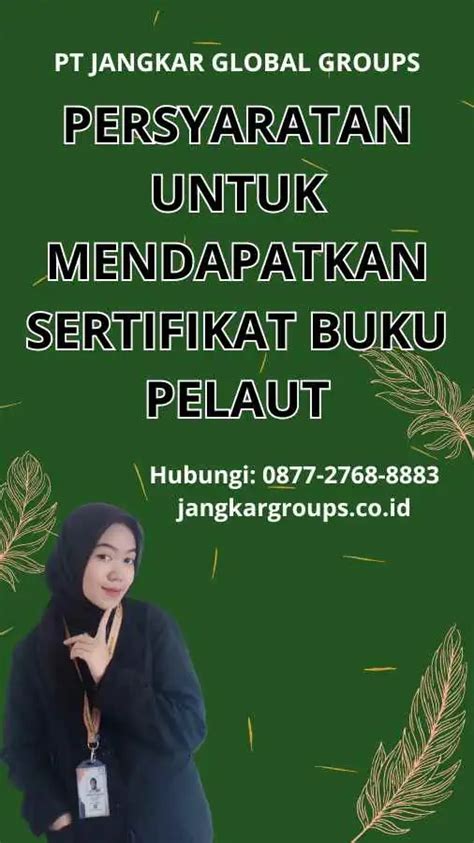 PT JANGKAR GLOBAL GROUPS
PERSYARATAN
UNTUK
MENDAPATKAN
SERTIFIKAT BUKU
PELAUT
Hubungi: 0877-2768-8883
jangkargroups.co.id